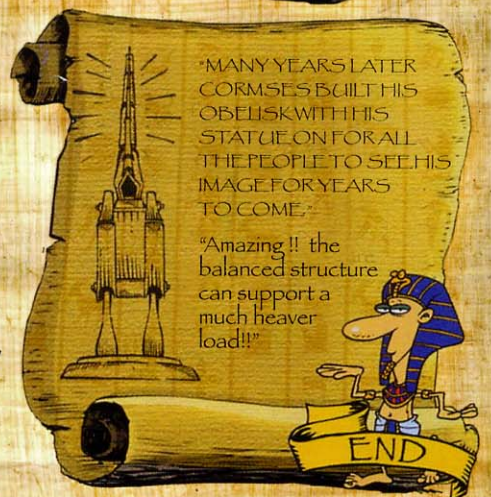 "MANY YEARS LATER
CORMSES BUILT HIS
OBELISK WITH HIS
STATUE ON FOR ALL
THE PEOPLE TO SEE HIS
IMAGE FOR YEARS
TO COME"
"Amazing !! the
balanced structure
can support a
much heaver
load!!"
END